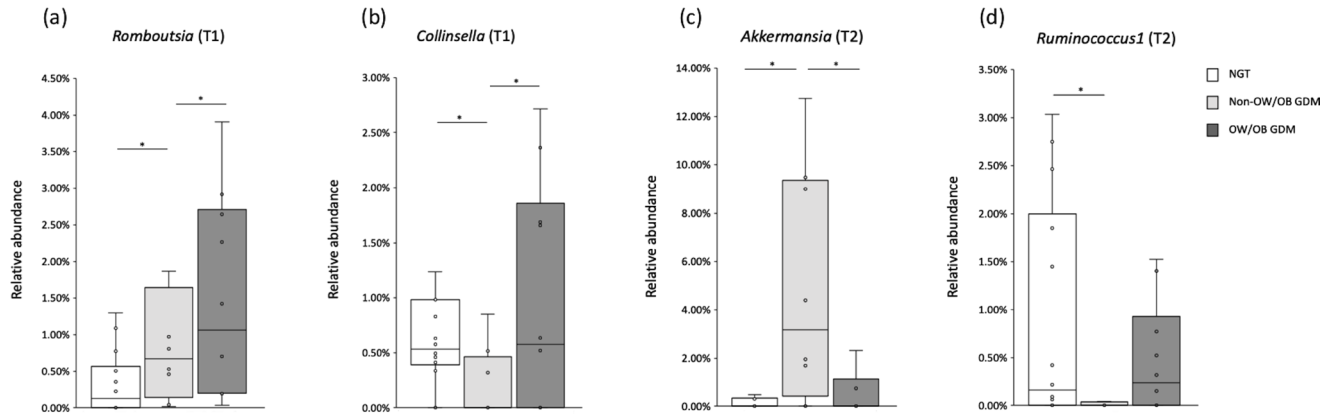 (a)
Romboutsia (T1)
4.50%
4.00%
3.50%
3.00%
2.50%
2.00%
1.50%
1.00%
0.50%
0.00%
Relative abundance
*
*
(b)
Collinsella (T1)
3.00%
2.50%
2.00%
1.50%
1.00%
0.50%
0.00%
Relative abundance
*
*
(c)
Akkermansia (T2)
14.00%
12.00%
10.00%
8.00%
6.00%
4.00%
2.00%
0.00%
Relative abundance
*
*
(d)
Ruminococcus1 (T2)
3.50%
3.00%
2.50%
2.00%
1.50%
1.00%
0.50%
0.00%
Relative abundance
*
NGT
Non-OW/OB GDM
OW/OB GDM